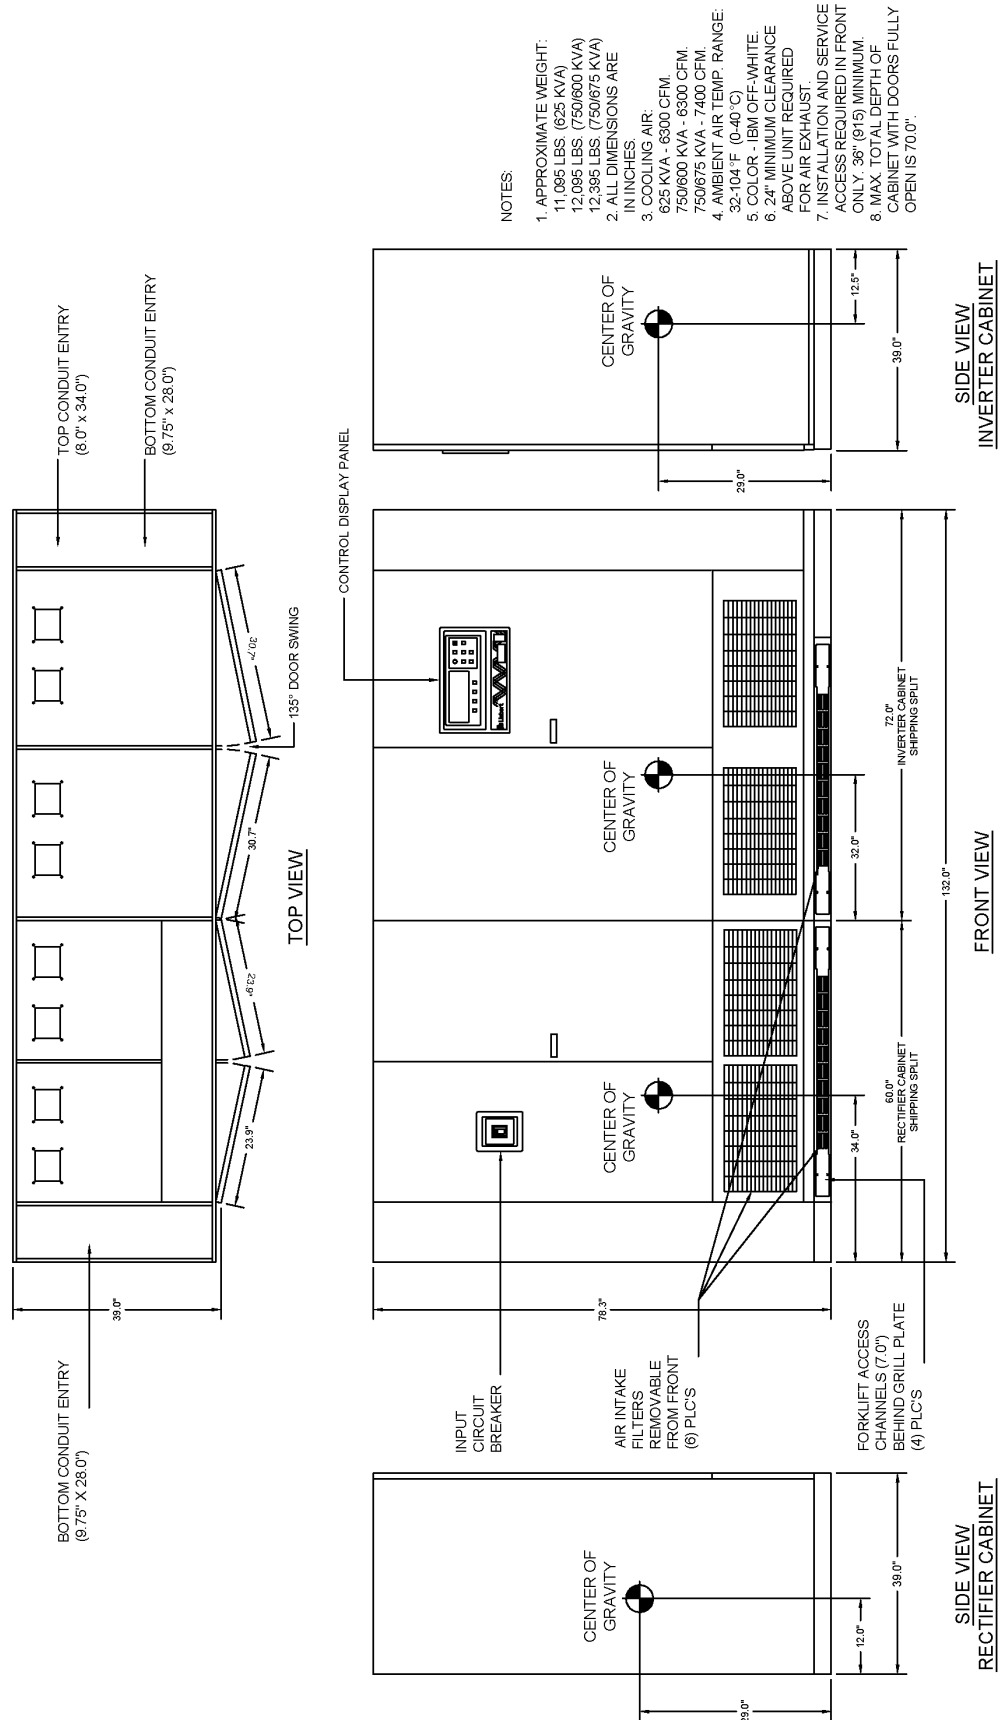 BOTTOM CONDUIT ENTRY
(9.75" X 28.0")
39.0"
TOP CONDUIT ENTRY
(8.0" x 34.0")
BOTTOM CONDUIT ENTRY
(9.75" x 28.0")
23.9"
23.9"
30.7"
30.7"
135° DOOR SWING
TOP VIEW
CENTER OF
GRAVITY
29.0"
12.0"
39.0"
SIDE VIEW
RECTIFIER CABINET
INPUT
CIRCUIT
BREAKER
AIR INTAKE
FILTERS
REMOVABLE
FROM FRONT
(6) PLC'S
FORKLIFT ACCESS
CHANNELS (7.0")
BEHIND GRILL PLATE
(4) PLC'S
78.3"
CONTROL DISPLAY PANEL
Liebert
CENTER OF
GRAVITY
CENTER OF
GRAVITY
34.0"
32.0"
60.0"
RECTIFIER CABINET
SHIPPING SPLIT
72.0"
INVERTER CABINET
SHIPPING SPLIT
132.0"
FRONT VIEW
CENTER OF
GRAVITY
29.0"
12.5"
39.0"
SIDE VIEW
INVERTER CABINET
NOTES:
1. APPROXIMATE WEIGHT:
11,095 LBS. (625 KVA)
12,095 LBS. (750/600 KVA)
12,395 LBS. (750/675 KVA)
2. ALL DIMENSIONS ARE
IN INCHES.
3. COOLING AIR:
625 KVA - 6300 CFM.
750/600 KVA - 6300 CFM.
750/675 KVA - 7400 CFM.
4. AMBIENT AIR TEMP. RANGE:
32-104°F (0-40°C)
5. COLOR - IBM OFF-WHITE.
6. 24" MINIMUM CLEARANCE
ABOVE UNIT REQUIRED
FOR AIR EXHAUST.
7. INSTALLATION AND SERVICE
ACCESS REQUIRED IN FRONT
ONLY. 36" (915) MINIMUM.
8. MAX. TOTAL DEPTH OF
CABINET WITH DOORS FULLY
OPEN IS 70.0".